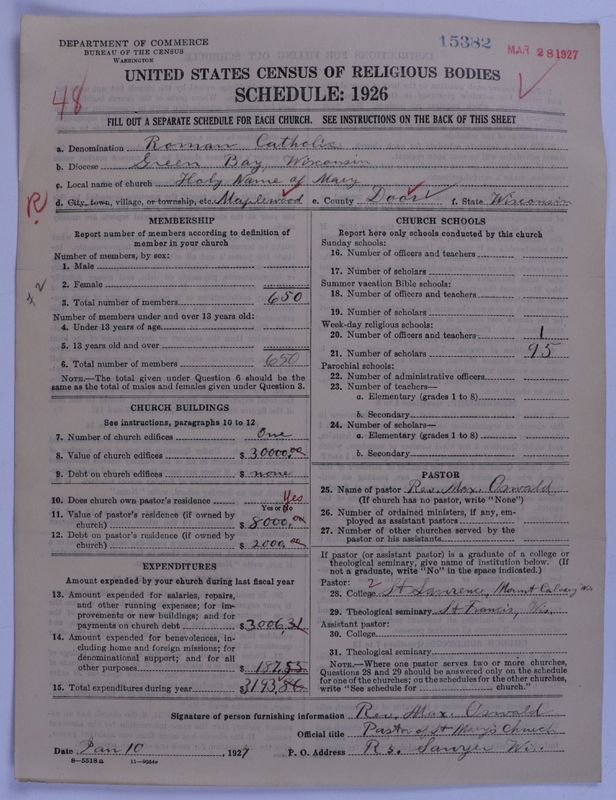 DEPARTMENT OF COMMERCE
BUREAU OF THE CENSUS
WASHINGTON
15382
MAR 28 1927
UNITED STATES CENSUS OF RELIGIOUS BODIES
SCHEDULE: 1926
48
FILL OUT A SEPARATE SCHEDULE FOR EACH CHURCH. SEE INSTRUCTIONS ON THE BACK OF THIS SHEET
a. Denomination Roman Catholic
b. Diocese Green Bay, Wisconsin
c. Local name of church Holy Name of Mary
R
d. City, town, village, or township, etc. Maplewood e. County Door f. State Wisconsin
MEMBERSHIP
Report number of members according to definition of member in your church
Number of members, by sex:
1. Male
2. Female
3. Total number of members 650
Number of members under and over 13 years old:
4. Under 13 years of age
5. 13 years old and over
6. Total number of members 650
NOTE.—The total given under Question 6 should be the same as the total of males and females given under Question 3.
CHURCH BUILDINGS
See instructions, paragraphs 10 to 12
7. Number of church edifices One
8. Value of church edifices $ 30000,00
9. Debt on church edifices $ none
10. Does church own pastor's residence Yes
Yes or No
11. Value of pastor's residence (if owned by church) $ 8000,00
12. Debt on pastor's residence (if owned by church) $ 2000,00
EXPENDITURES
Amount expended by your church during last fiscal year
13. Amount expended for salaries, repairs, and other running expenses; for improvements or new buildings; and for payments on church debt $ 3006,31
14. Amount expended for benevolences, including home and foreign missions; for denominational support; and for all other purposes $ 187,55
15. Total expenditures during year $ 3193,86
CHURCH SCHOOLS
Report here only schools conducted by this church
Sunday schools:
16. Number of officers and teachers
17. Number of scholars
Summer vacation Bible schools:
18. Number of officers and teachers
19. Number of scholars
Week-day religious schools:
20. Number of officers and teachers 1
21. Number of scholars 95
Parochial schools:
22. Number of administrative officers
23. Number of teachers—
a. Elementary (grades 1 to 8)
b. Secondary
24. Number of scholars—
a. Elementary (grades 1 to 8)
b. Secondary
PASTOR
25. Name of pastor Rev. Max. Oswald
(If church has no pastor, write "None")
26. Number of ordained ministers, if any, employed as assistant pastors
27. Number of other churches served by the pastor or his assistants
If pastor (or assistant pastor) is a graduate of a college or theological seminary, give name of institution below. (If not a graduate, write "No" in the space indicated.)
Pastor: 2
28. College St Lawrence, Mount Calvary Wis
29. Theological seminary St Francis, Wis.
Assistant pastor:
30. College
31. Theological seminary
NOTE.—Where one pastor serves two or more churches, Questions 28 and 29 should be answered only on the schedule for one of the churches; on the schedules for the other churches, write "See schedule for church."
Signature of person furnishing information Rev. Max. Oswald
Official title Pastor of St Mary's Church
Date Jan 10, 1927 P. O. Address R 2. Sawyer Wis.
8—5518a 11—9264